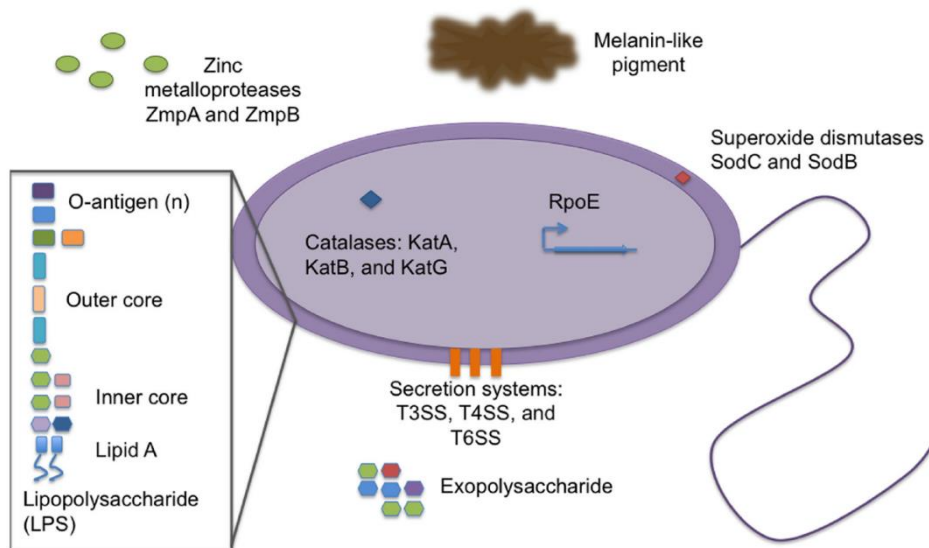 Zinc
metalloproteases
ZmpA and ZmpB
Melanin-like
pigment
Superoxide dismutases
SodC and SodB
O-antigen (n)
Outer core
Inner core
Lipid A
Lipopolysaccharide
(LPS)
RpoE
Catalases: KatA,
KatB, and KatG
Secretion systems:
T3SS, T4SS, and
T6SS
Exopolysaccharide